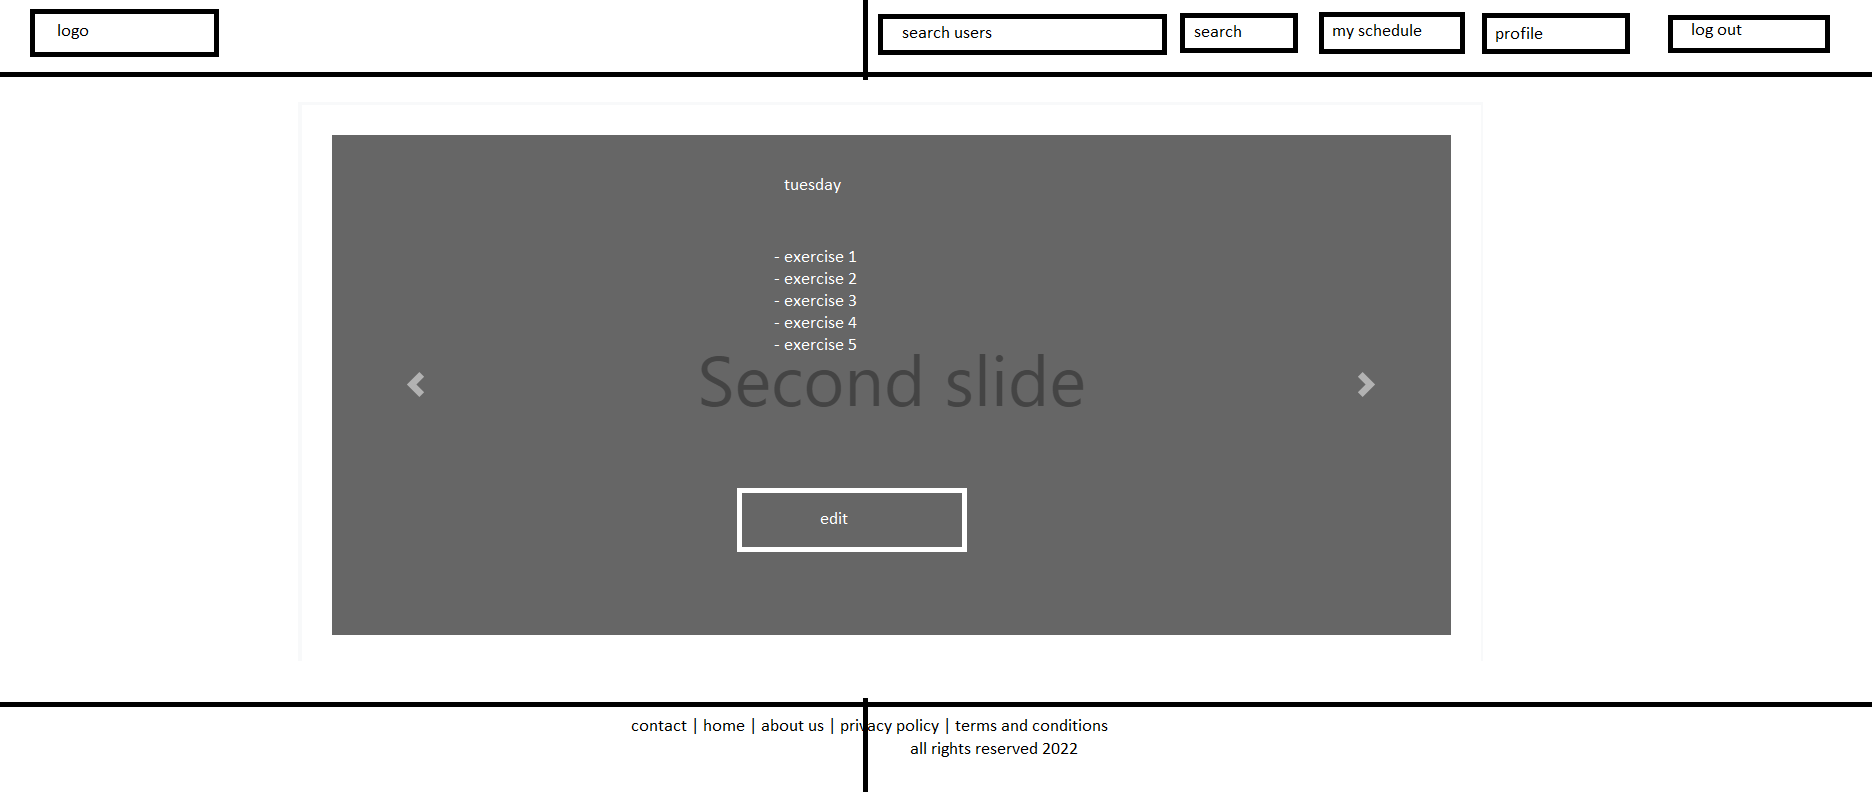 logo
search users
search
my schedule
profile
log out
tuesday
- exercise 1
- exercise 2
- exercise 3
- exercise 4
- exercise 5
Second slide
edit
contact | home | about us | privacy policy | terms and conditions
all rights reserved 2022